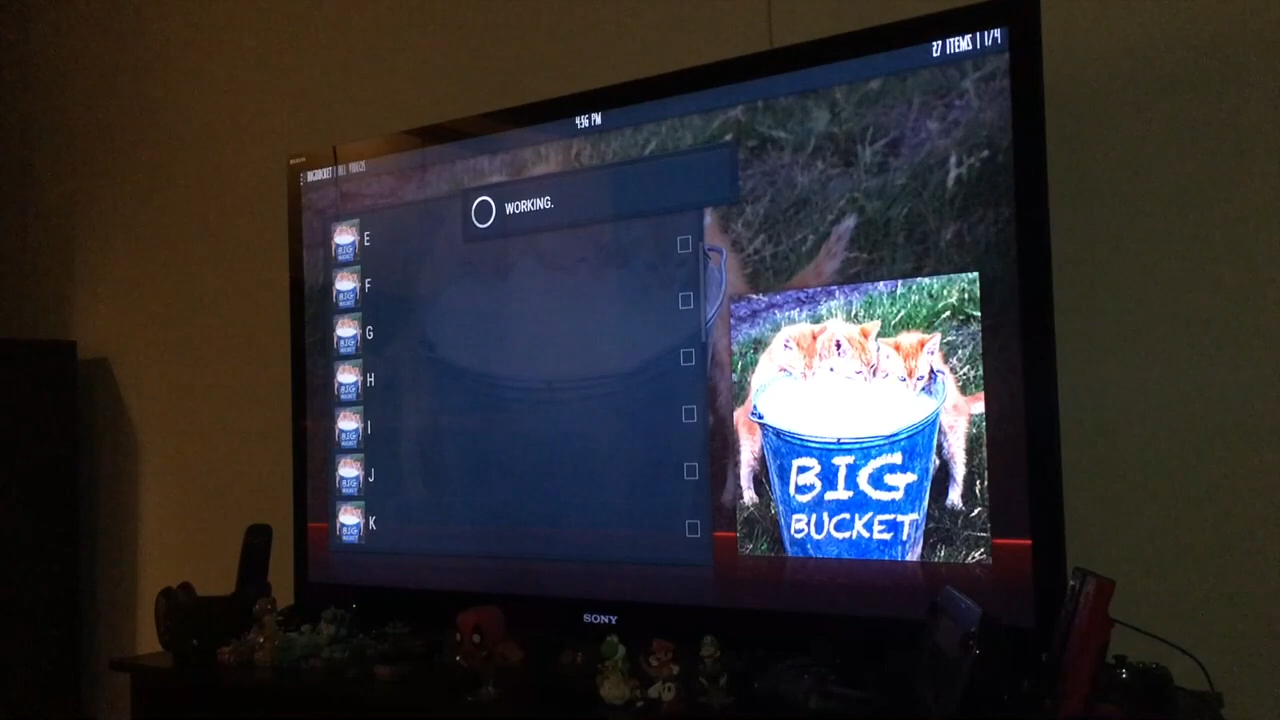 27 ITEMS | 1/4
4:56 PM
BIGBUCKET | ALL VIDEOS
WORKING.
E
F
G
H
I
J
K
BIG
BUCKET
SONY